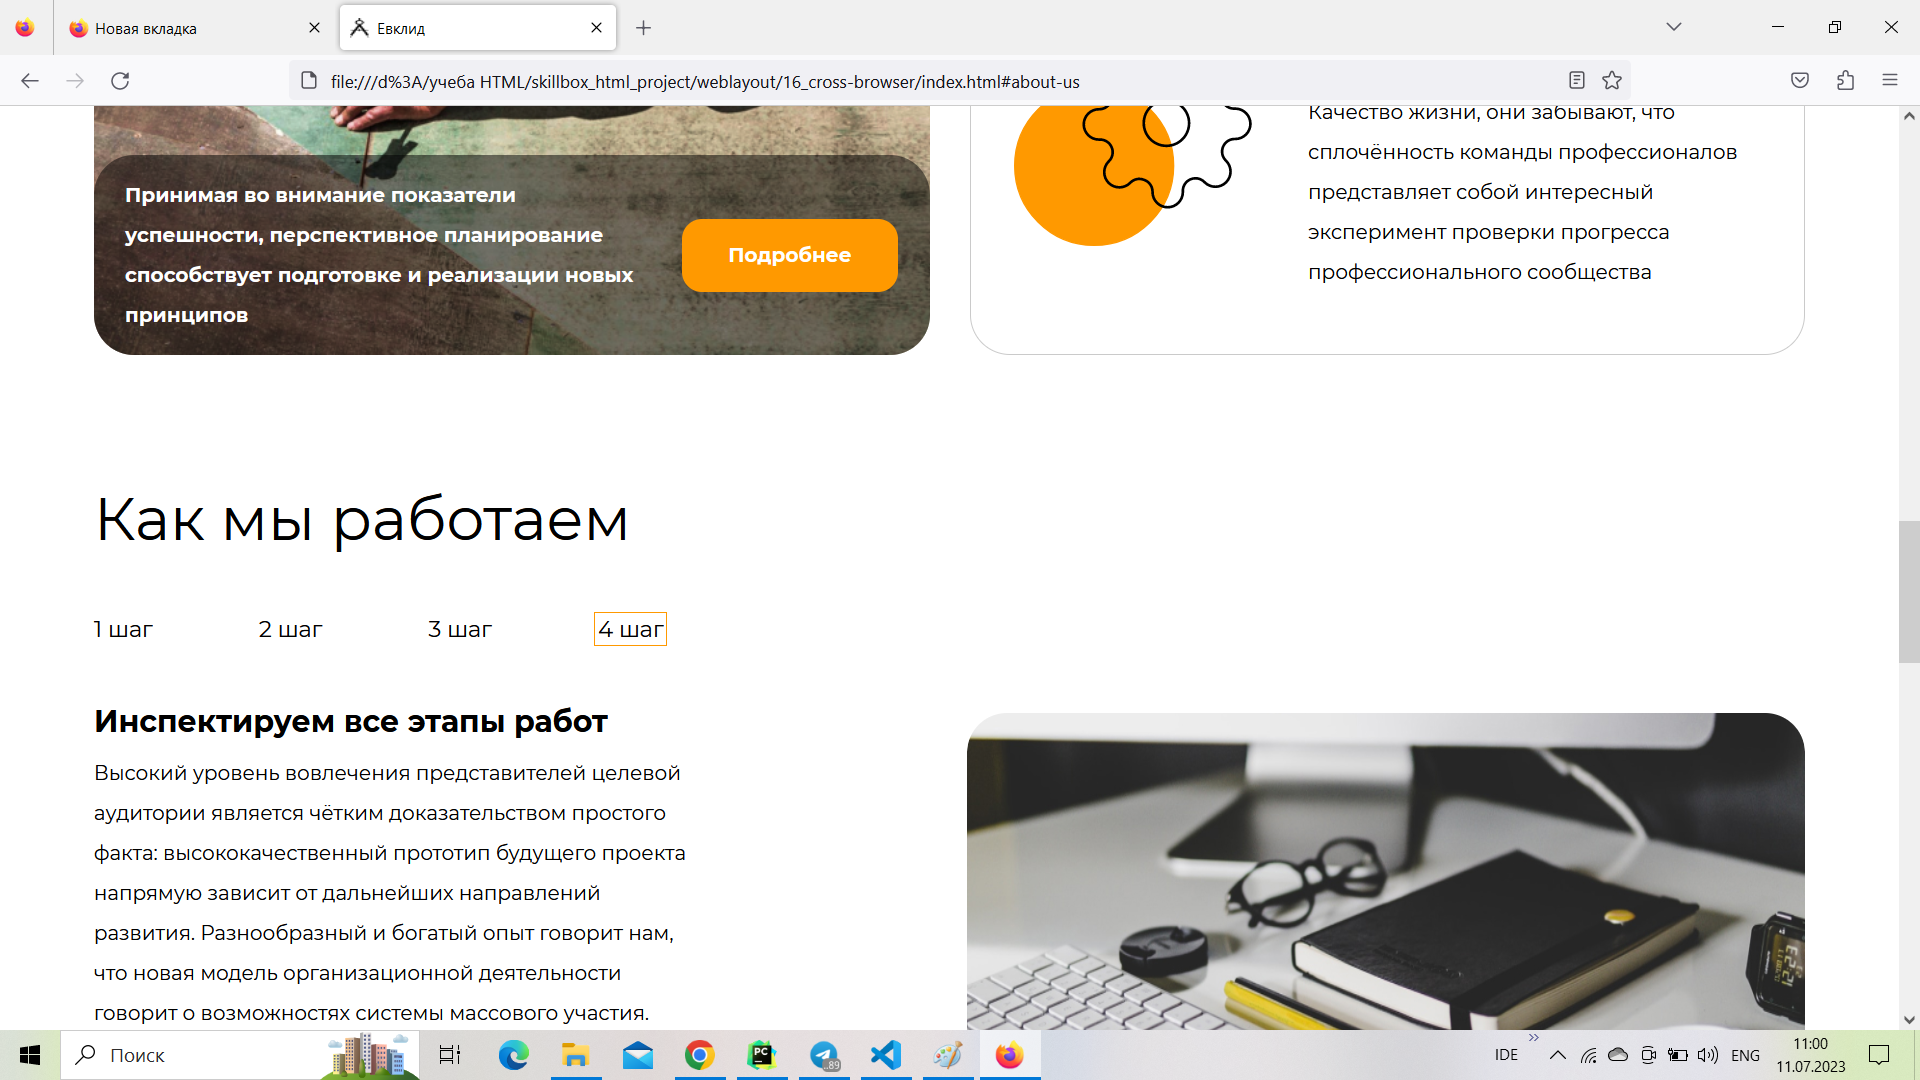 Новая вкладка
Евклид
file:///d%3A/учеба HTML/skillbox_html_project/weblayout/16_cross-browser/index.html#about-us
Принимая во внимание показатели
успешности, перспективное планирование
способствует подготовке и реализации новых
принципов
Подробнее
Качество жизни, они забывают, что
сплочённость команды профессионалов
представляет собой интересный
эксперимент проверки прогресса
профессионального сообщества
Как мы работаем
1 шаг
2 шаг
3 шаг
4 шаг
Инспектируем все этапы работ
Высокий уровень вовлечения представителей целевой
аудитории является чётким доказательством простого
факта: высококачественный прототип будущего проекта
напрямую зависит от дальнейших направлений
развития. Разнообразный и богатый опыт говорит нам,
что новая модель организационной деятельности
говорит о возможностях системы массового участия.
Поиск
PC
..89
IDE
ENG
11:00
11.07.2023